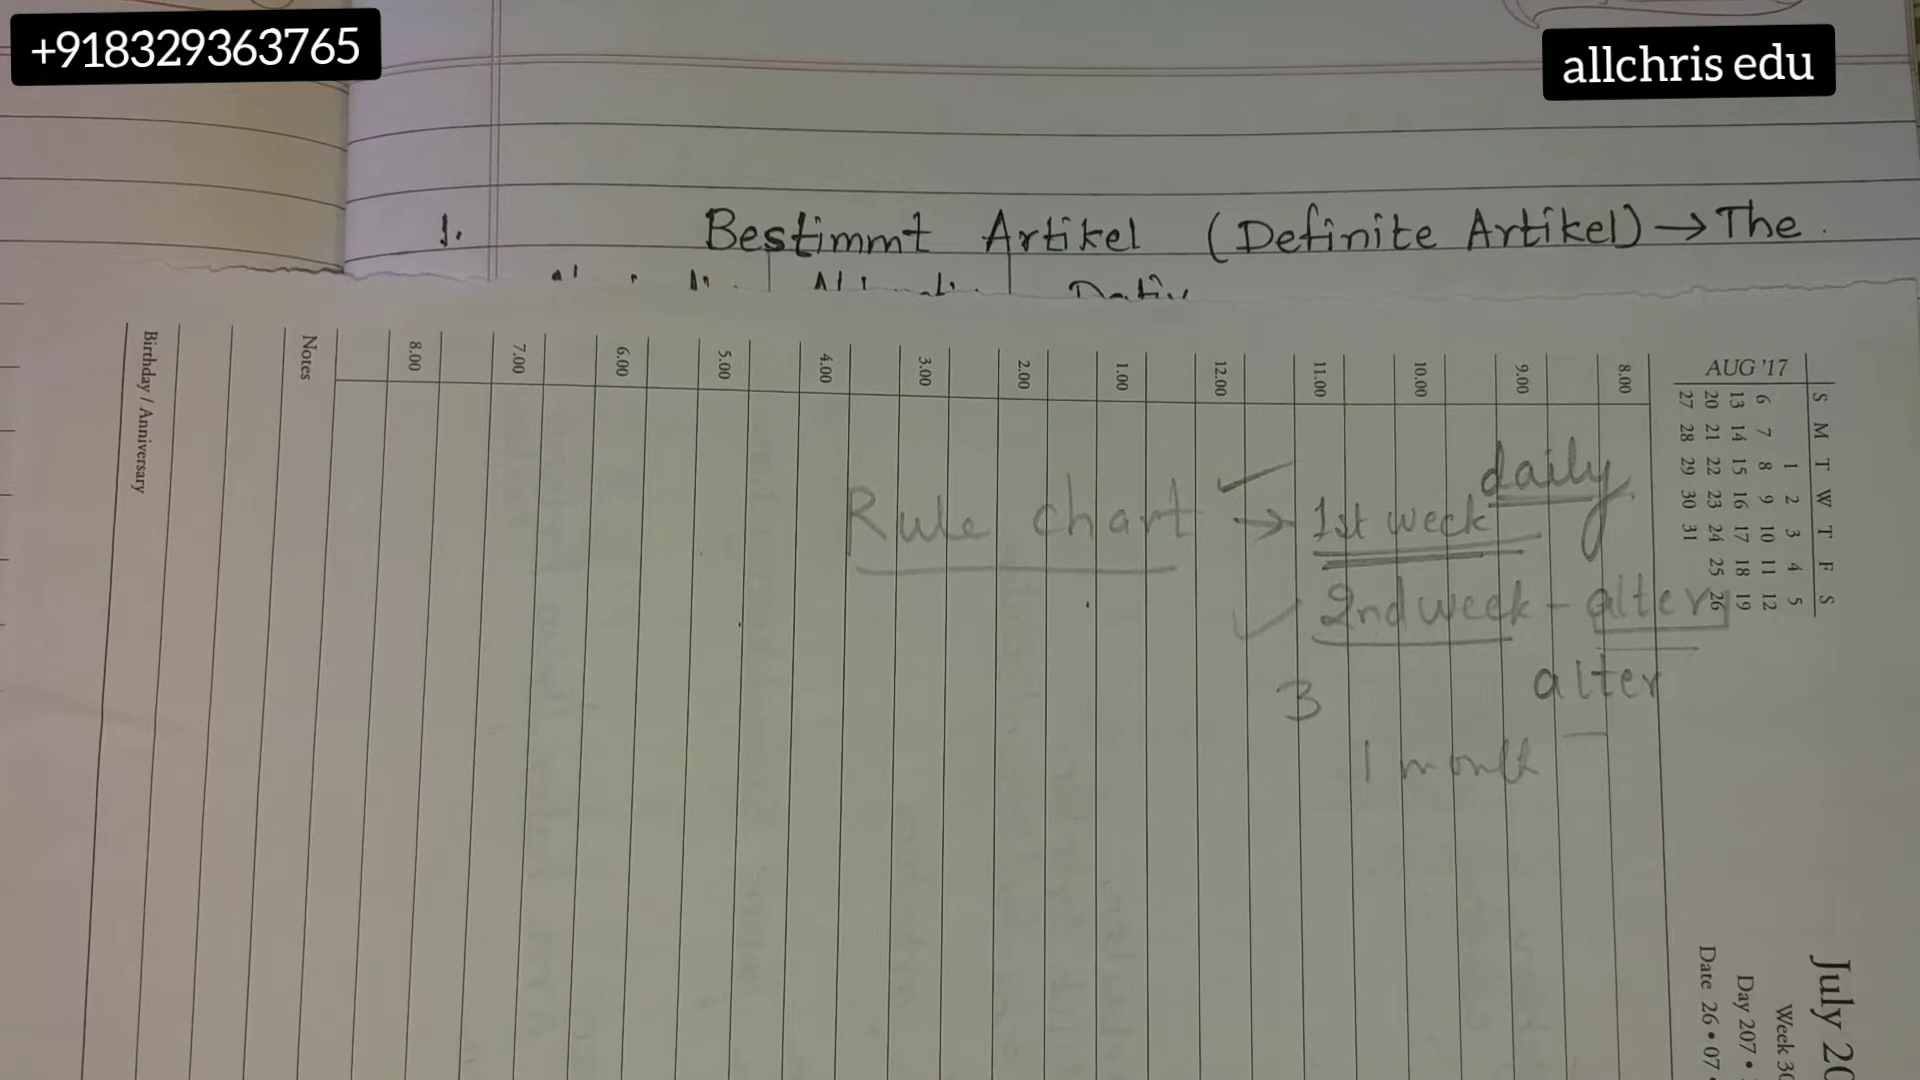 +918329363765
allchris edu
1. Bestimmt Artikel (Definite Artikel) → The.
Rule chart → 1st week daily
2nd week - alter
alter
3
1 month
AUG '17
S M T W T F S
1 2 3 4 5
6 7 8 9 10 11 12
13 14 15 16 17 18 19
20 21 22 23 24 25 26
27 28 29 30 31
8.00
9.00
10.00
11.00
12.00
1.00
2.00
3.00
4.00
5.00
6.00
7.00
8.00
Notes
Birthday / Anniversary
July 20
Week 30
Day 207 •
Date 26 • 07 •